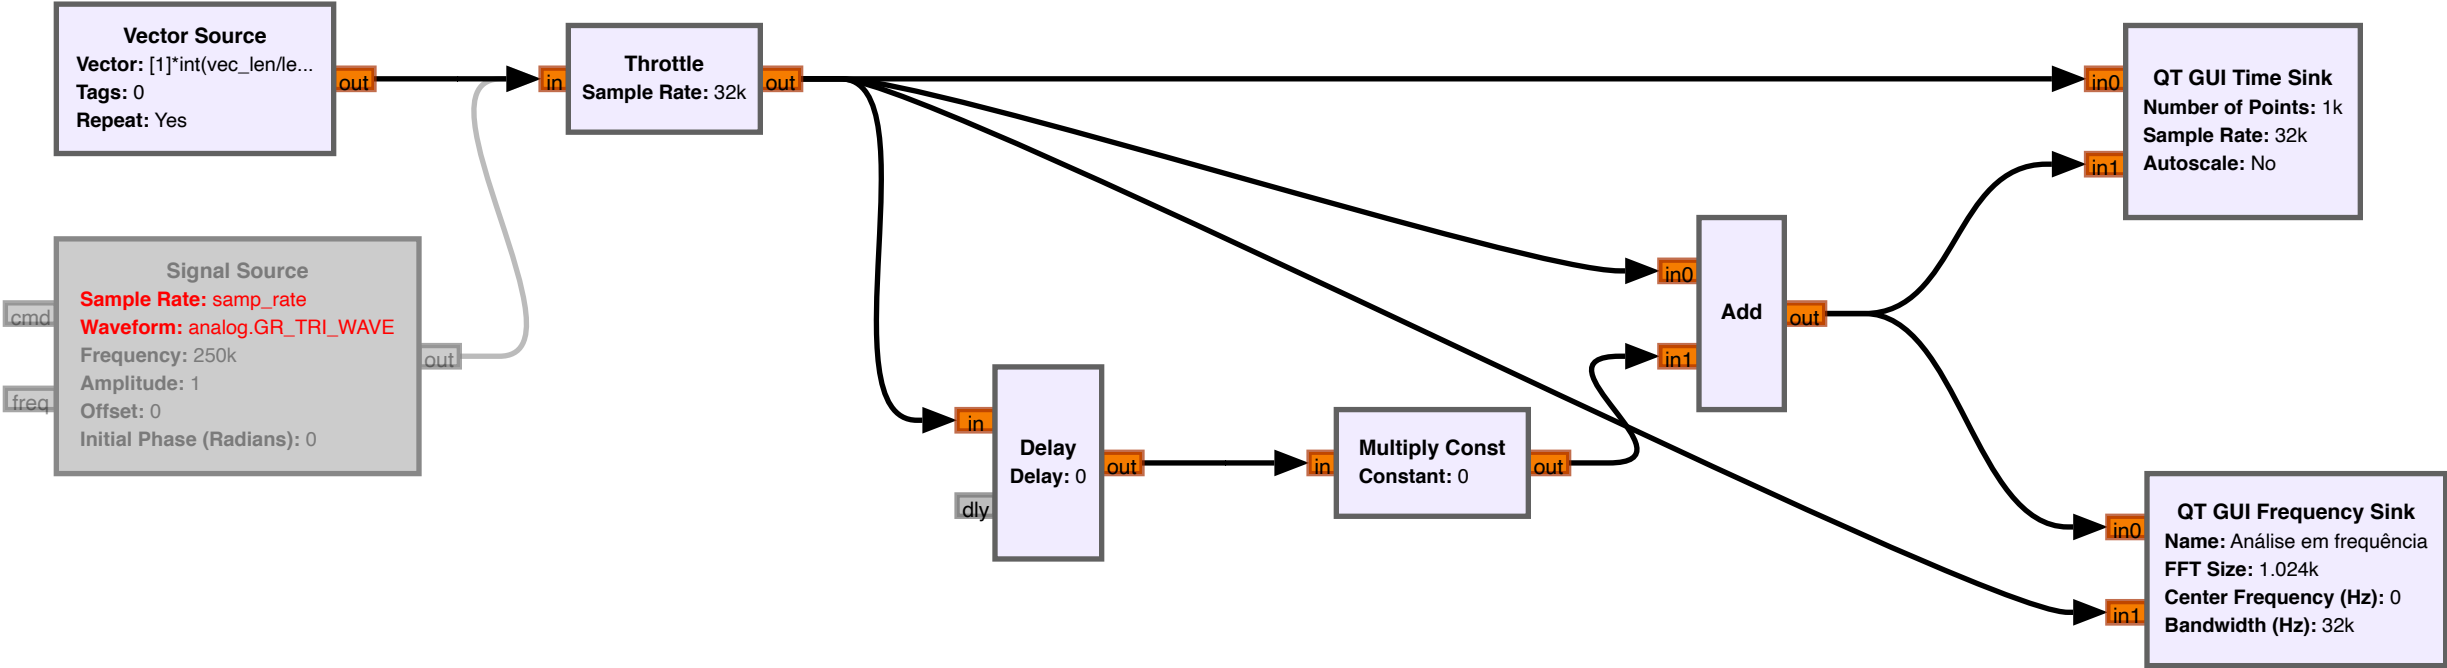 Vector Source
Vector: [1]*int(vec_len/le...
Tags: 0
Repeat: Yes
out
Signal Source
Sample Rate: samp_rate
Waveform: analog.GR_TRI_WAVE
Frequency: 250k
Amplitude: 1
Offset: 0
Initial Phase (Radians): 0
cmd
freq
out
in
Throttle
Sample Rate: 32k
out
in
dly
Delay
Delay: 0
out
in
Multiply Const
Constant: 0
out
in0
in1
Add
out
in0
in1
QT GUI Time Sink
Number of Points: 1k
Sample Rate: 32k
Autoscale: No
in0
in1
QT GUI Frequency Sink
Name: Análise em frequência
FFT Size: 1.024k
Center Frequency (Hz): 0
Bandwidth (Hz): 32k